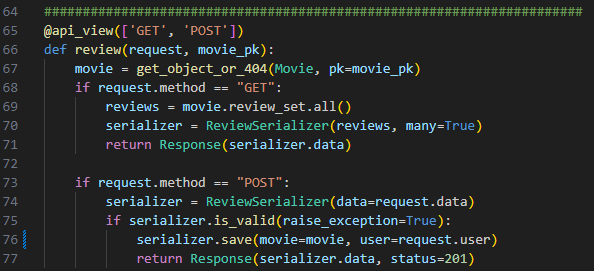 64 ######################################################################
65 @api_view(['GET', 'POST'])
66 def review(request, movie_pk):
67     movie = get_object_or_404(Movie, pk=movie_pk)
68     if request.method == "GET":
69         reviews = movie.review_set.all()
70         serializer = ReviewSerializer(reviews, many=True)
71         return Response(serializer.data)
72
73     if request.method == "POST":
74         serializer = ReviewSerializer(data=request.data)
75         if serializer.is_valid(raise_exception=True):
76             serializer.save(movie=movie, user=request.user)
77             return Response(serializer.data, status=201)